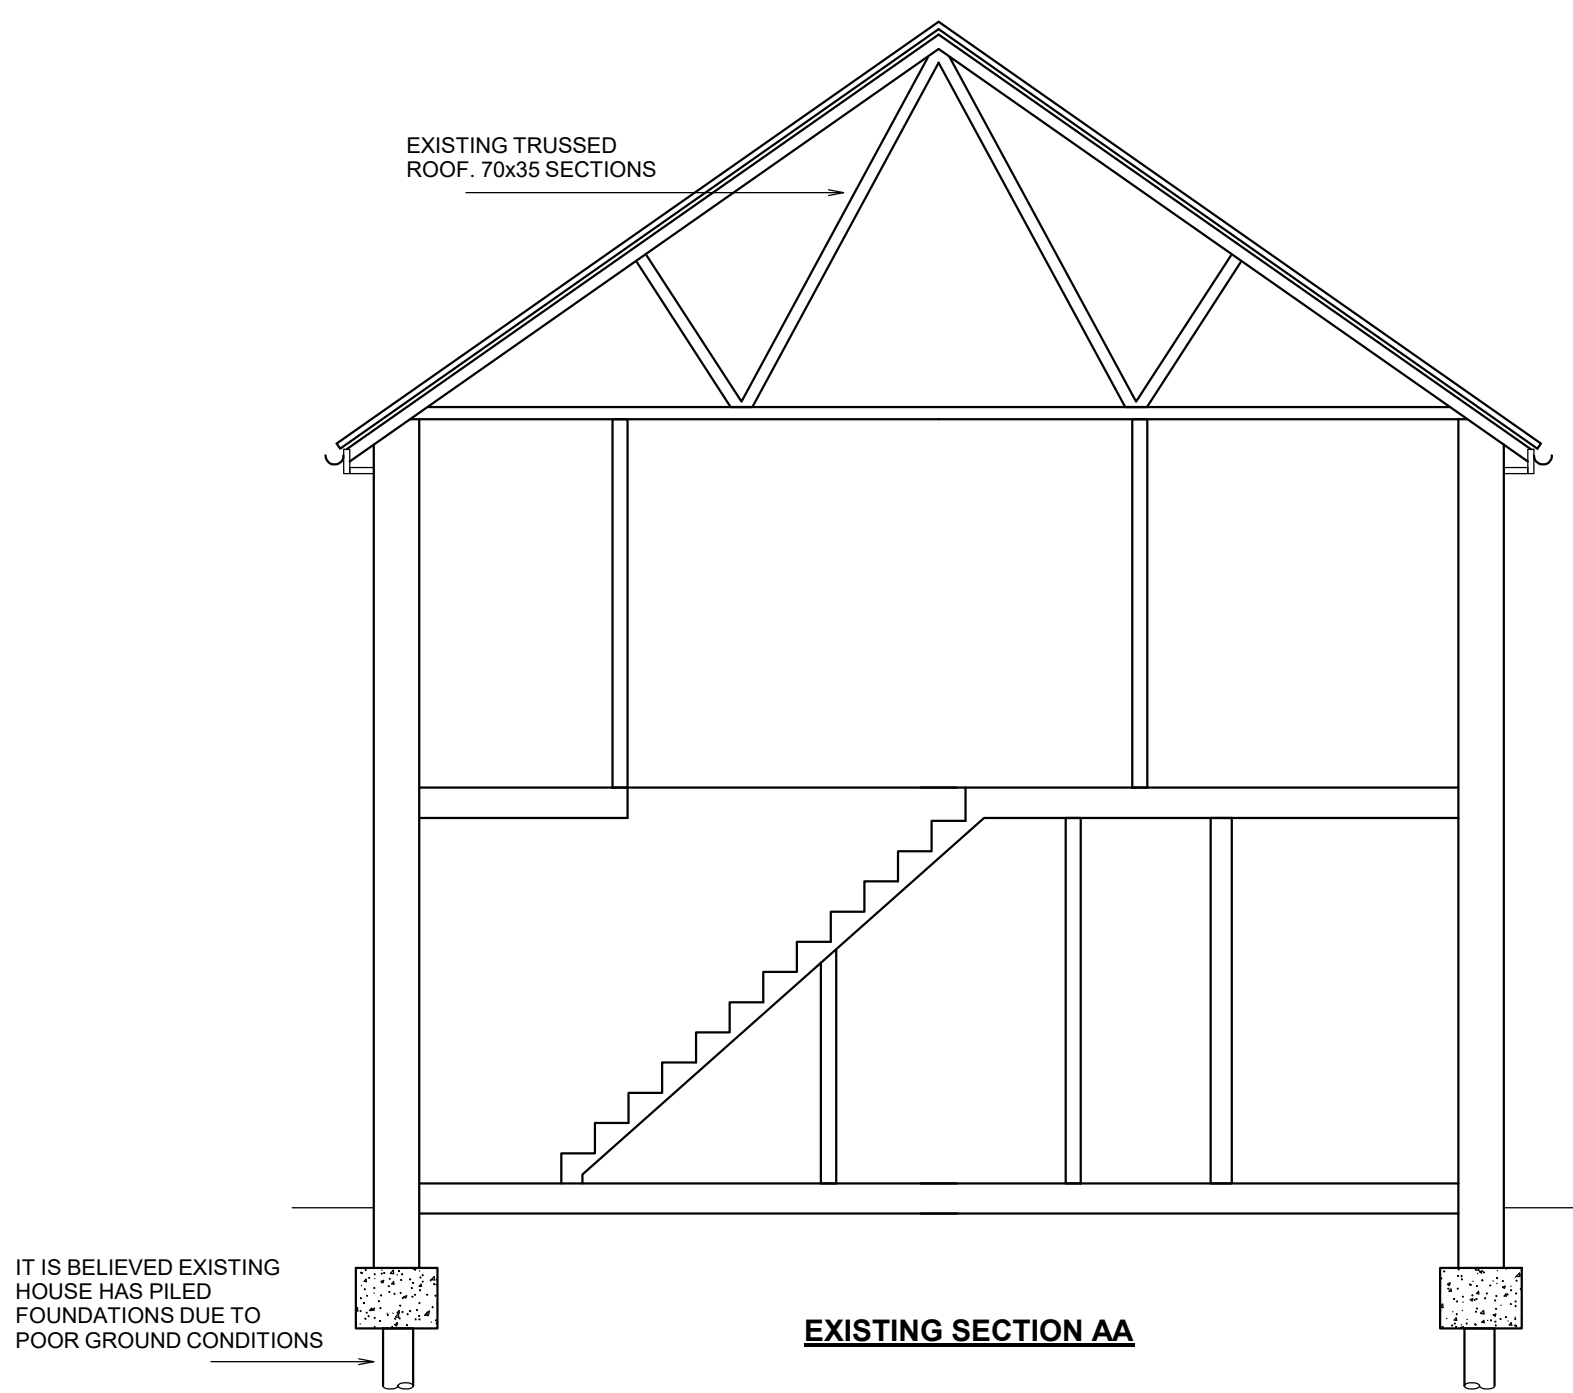 EXISTING TRUSSED
ROOF. 70x35 SECTIONS
IT IS BELIEVED EXISTING
HOUSE HAS PILED
FOUNDATIONS DUE TO
POOR GROUND CONDITIONS
EXISTING SECTION AA